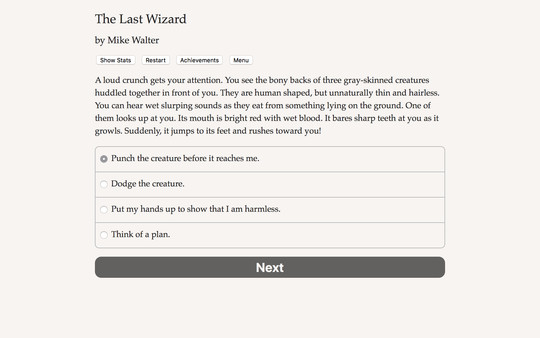 The Last Wizard
by Mike Walter
Show Stats Restart Achievements Menu
A loud crunch gets your attention. You see the bony backs of three gray-skinned creatures
huddled together in front of you. They are human shaped, but unnaturally thin and hairless.
You can hear wet slurping sounds as they eat from something lying on the ground. One of
them looks up at you. Its mouth is bright red with wet blood. It bares sharp teeth at you as it
growls. Suddenly, it jumps to its feet and rushes toward you!
Punch the creature before it reaches me.
Dodge the creature.
Put my hands up to show that I am harmless.
Think of a plan.
Next